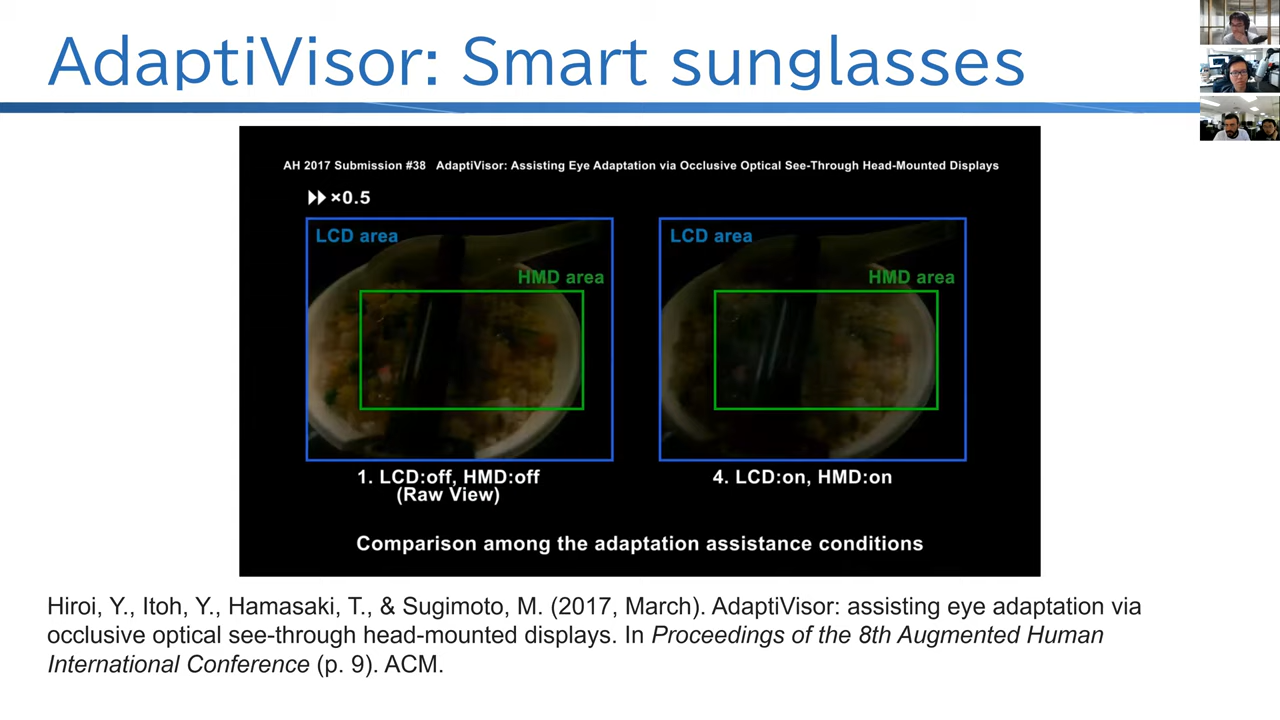 AdaptiVisor: Smart sunglasses
AH 2017 Submission #38 AdaptiVisor: Assisting Eye Adaptation via Occlusive Optical See-Through Head-Mounted Displays
×0.5
LCD area
HMD area
LCD area
HMD area
1. LCD:off, HMD:off
(Raw View)
4. LCD:on, HMD:on
Comparison among the adaptation assistance conditions
Hiroi, Y., Itoh, Y., Hamasaki, T., & Sugimoto, M. (2017, March). AdaptiVisor: assisting eye adaptation via
occlusive optical see-through head-mounted displays. In Proceedings of the 8th Augmented Human
International Conference (p. 9). ACM.